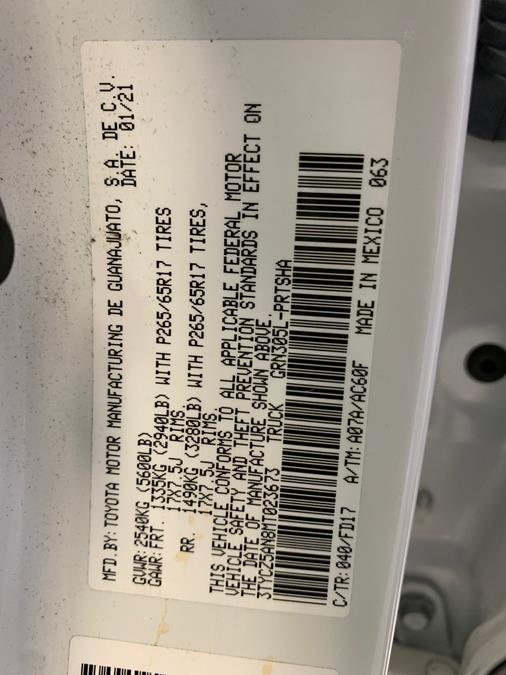 MFD.BY: TOYOTA MOTOR MANUFACTURING DE GUANAJUATO, S.A. DE C.V.
DATE: 01/21
GVWR:2540KG (5600LB)
GAWR:FRT. 1335KG (2940LB) WITH P265/65R17 TIRES
17X7.5J RIMS
RR. 1490KG (3280LB) WITH P265/65R17 TIRES,
17X7.5J RIMS
THIS VEHICLE CONFORMS TO ALL APPLICABLE FEDERAL MOTOR
VEHICLE SAFETY AND THEFT PREVENTION STANDARDS IN EFFECT ON
THE DATE OF MANUFACTURE SHOWN ABOVE.
3TYCZ5AN8MT023673 TRUCK GRN305L-PRTSHA
C/TR: 040/FD17 A/TM: A07A/AC60F MADE IN MEXICO 063